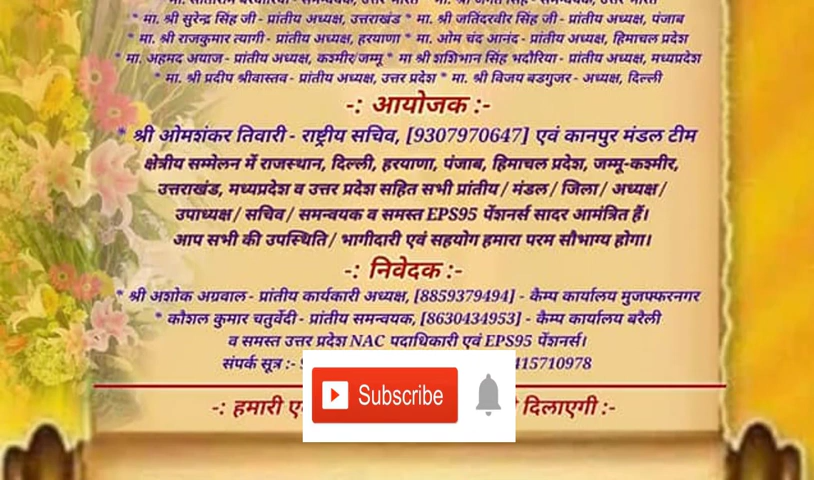 * मा. श्री सुरेन्द्र सिंह जी - प्रांतीय अध्यक्ष, उत्तराखंड * मा. श्री जतिंदरवीर सिंह जी - प्रांतीय अध्यक्ष, पंजाब
* मा. श्री राजकुमार त्यागी - प्रांतीय अध्यक्ष, हरयाणा * मा. ओम चंद आनंद - प्रांतीय अध्यक्ष, हिमाचल प्रदेश
* मा. अहमद अयाज - प्रांतीय अध्यक्ष, कश्मीर/जम्मू * मा श्री शशिभान सिंह भदौरिया - प्रांतीय अध्यक्ष, मध्यप्रदेश
* मा. श्री प्रदीप श्रीवास्तव - प्रांतीय अध्यक्ष, उत्तर प्रदेश * मा. श्री विजय बडगुजर - अध्यक्ष, दिल्ली
-: आयोजक :-
* श्री ओमशंकर तिवारी - राष्ट्रीय सचिव, [9307970647] एवं कानपुर मंडल टीम
क्षेत्रीय सम्मेलन में राजस्थान, दिल्ली, हरयाणा, पंजाब, हिमाचल प्रदेश, जम्मू-कश्मीर,
उत्तराखंड, मध्यप्रदेश व उत्तर प्रदेश सहित सभी प्रांतीय / मंडल / जिला / अध्यक्ष /
उपाध्यक्ष / सचिव / समन्वयक व समस्त EPS95 पेंशनर्स सादर आमंत्रित हैं।
आप सभी की उपस्थिति / भागीदारी एवं सहयोग हमारा परम सौभाग्य होगा।
-: निवेदक :-
* श्री अशोक अग्रवाल - प्रांतीय कार्यकारी अध्यक्ष, [8859379494] - कैम्प कार्यालय मुजफ्फरनगर
* कौशल कुमार चतुर्वेदी - प्रांतीय समन्वयक, [8630434953] - कैम्प कार्यालय बरैली
व समस्त उत्तर प्रदेश NAC पदाधिकारी एवं EPS95 पेंशनर्स।
संपर्क सूत्र :- 415710978
Subscribe
-: हमारी दिलाएगी :-